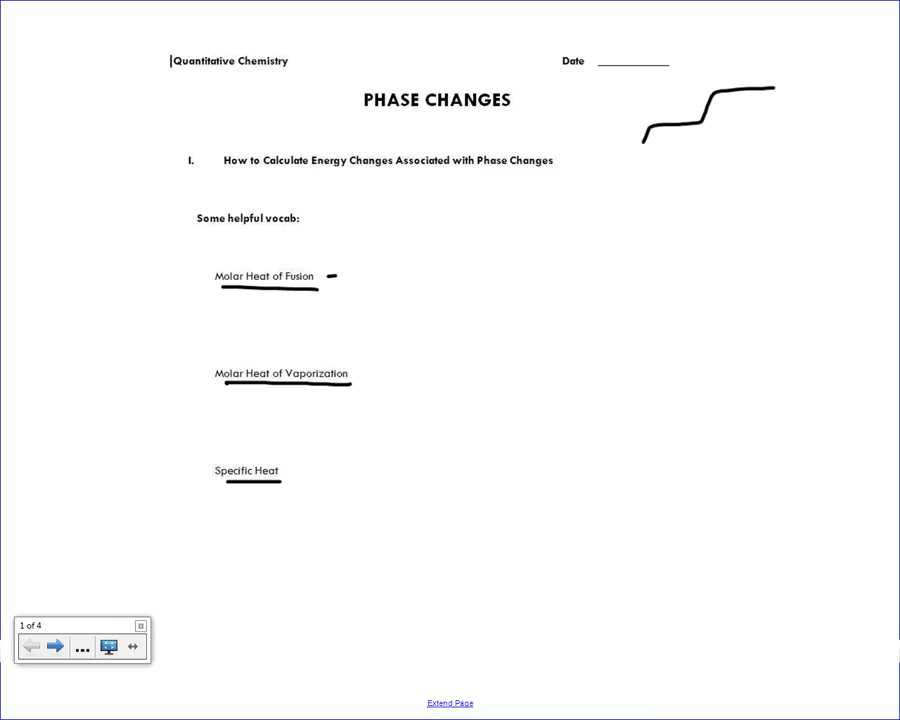 Quantitative Chemistry Date ____________
PHASE CHANGES
I. How to Calculate Energy Changes Associated with Phase Changes
Some helpful vocab:
Molar Heat of Fusion -
Molar Heat of Vaporization
Specific Heat
1 of 4
...
Extend Page